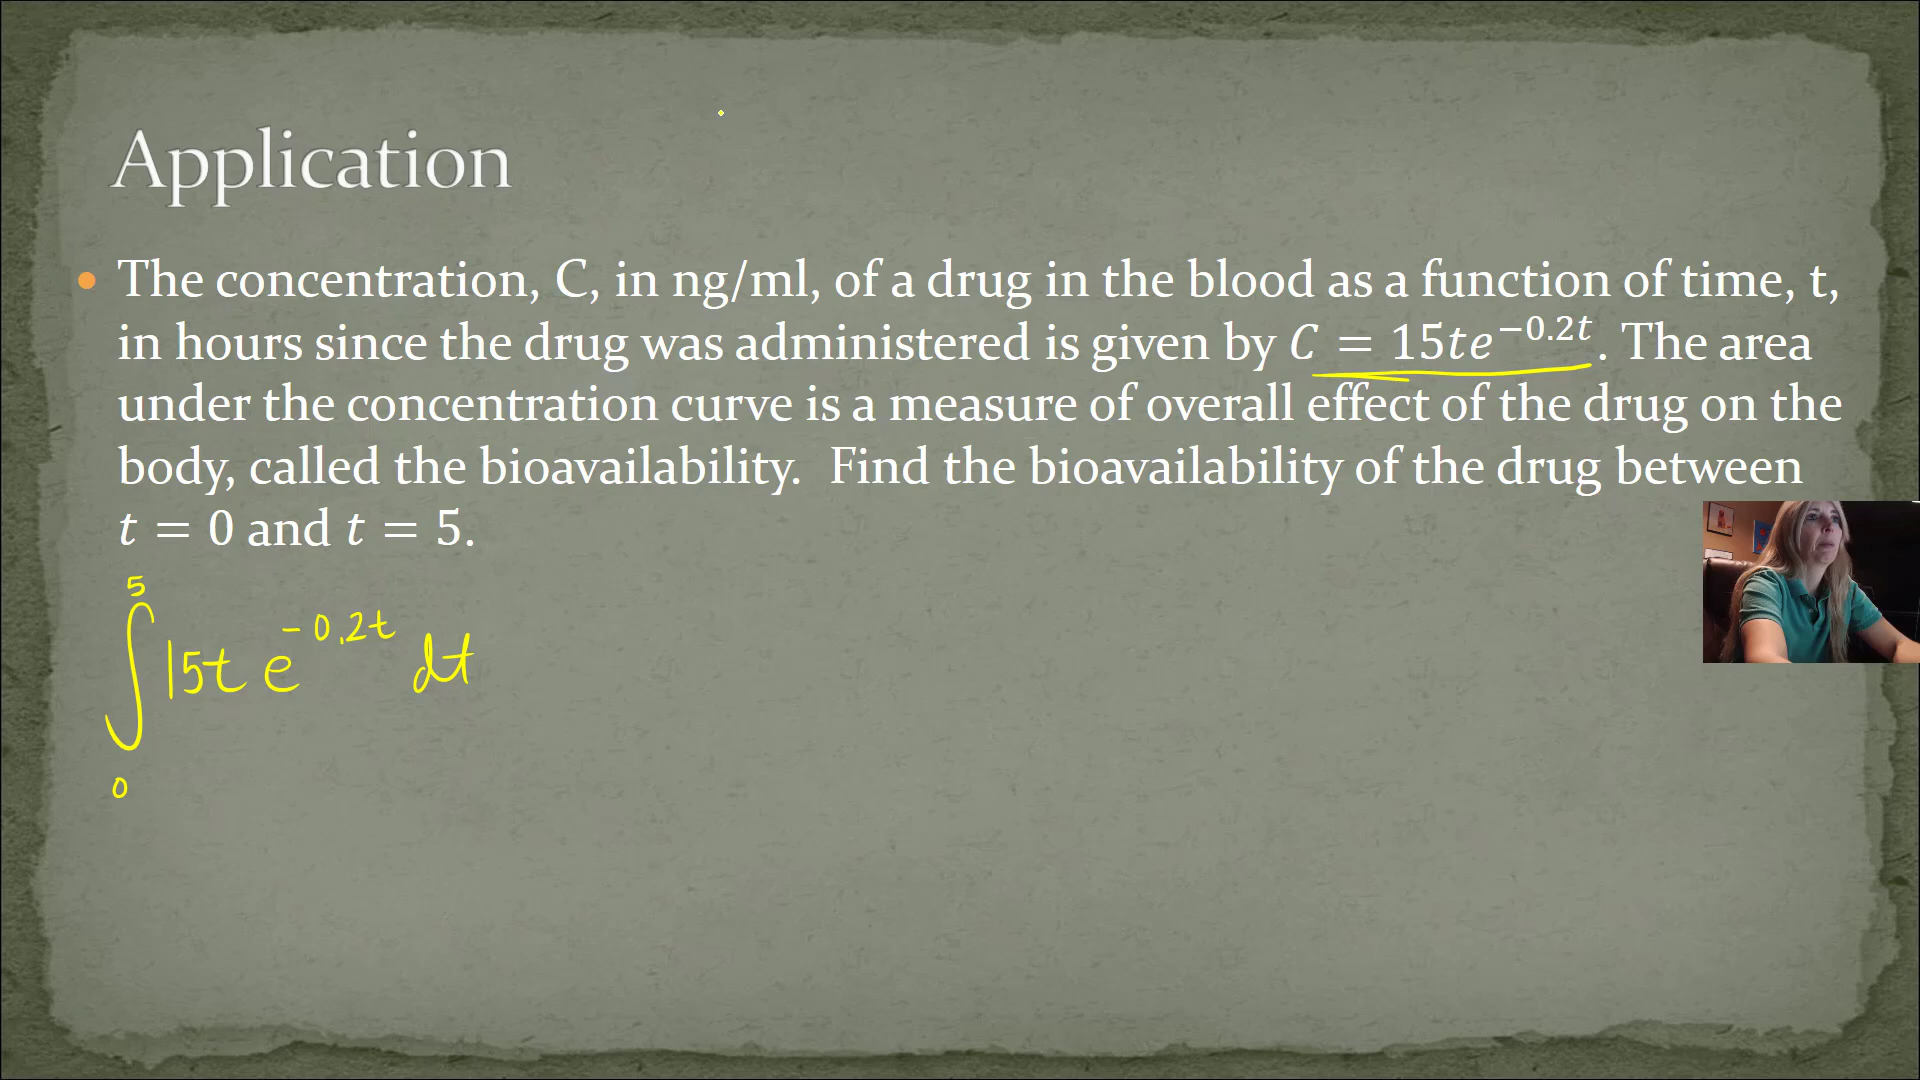 Application
• The concentration, C, in ng/ml, of a drug in the blood as a function of time, t,
in hours since the drug was administered is given by C = 15te^{−0.2t}. The area
under the concentration curve is a measure of overall effect of the drug on the
body, called the bioavailability. Find the bioavailability of the drug between
t = 0 and t = 5.
∫_0^5 15t e^{-0.2t} dt